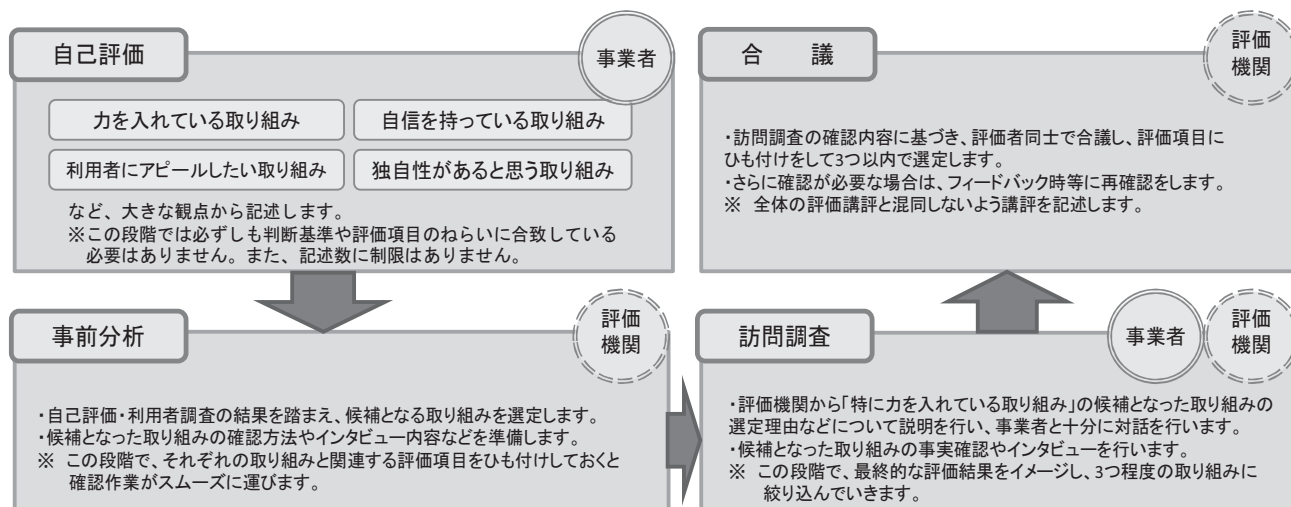 自己評価
事業者
力を入れている取り組み
自信を持っている取り組み
利用者にアピールしたい取り組み
独自性があると思う取り組み
など、大きな観点から記述します。
※この段階では必ずしも判断基準や評価項目のねらいに合致している
必要はありません。また、記述数に制限はありません。
事前分析
評価
機関
・自己評価・利用者調査の結果を踏まえ、候補となる取り組みを選定します。
・候補となった取り組みの確認方法やインタビュー内容などを準備します。
※ この段階で、それぞれの取り組みと関連する評価項目をひも付けしておくと
確認作業がスムーズに運びます。
訪問調査
事業者
評価
機関
・評価機関から「特に力を入れている取り組み」の候補となった取り組みの
選定理由などについて説明を行い、事業者と十分に対話を行います。
・候補となった取り組みの事実確認やインタビューを行います。
※ この段階で、最終的な評価結果をイメージし、3つ程度の取り組みに
絞り込んでいきます。
合 議
評価
機関
・訪問調査の確認内容に基づき、評価者同士で合議し、評価項目に
ひも付けをして3つ以内で選定します。
・さらに確認が必要な場合は、フィードバック時等に再確認をします。
※ 全体の評価講評と混同しないよう講評を記述します。